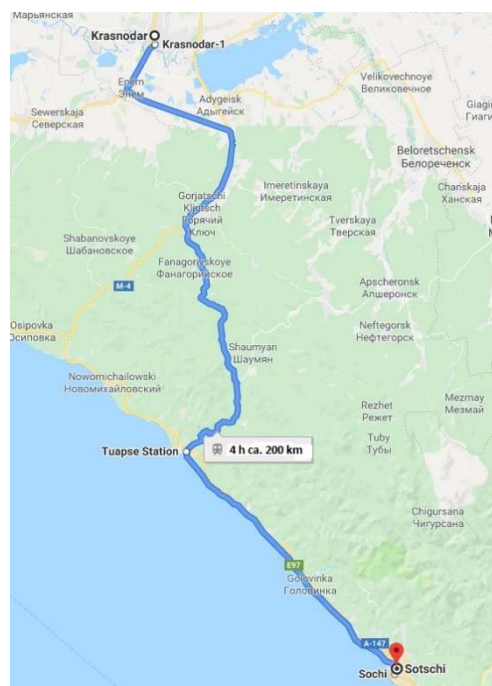 Марьянская
Krasnodar
Krasnodar-1
Enem
Энем
Adygeisk
Адыгейск
Velikovechnoye
Великовечное
Sewerskaja
Северская
Giagin
Гиаги
Beloretschensk
Белореченск
Gorjatschi
Kljutsch
Горячий
Ключ
Imeretinskaya
Имеретинская
Chanskaja
Ханская
Tverskaya
Тверская
Shabanovskoye
Шабановское
Fanagoriyskoye
Фанагорийское
M-4
Apscheronsk
Апшеронск
Osipovka
Осиповка
Neftegorsk
Нефтегорск
Shaumyan
Шаумян
Nowomichailowski
Новомихайловский
Mezmay
Мезмай
Rezhet
Режет
Tuby
Тубы
Tuapse Station
4 h ca. 200 km
Chigursana
Чигурсана
E97
Golovinka
Головинка
A-147
Sotschi
Sochi